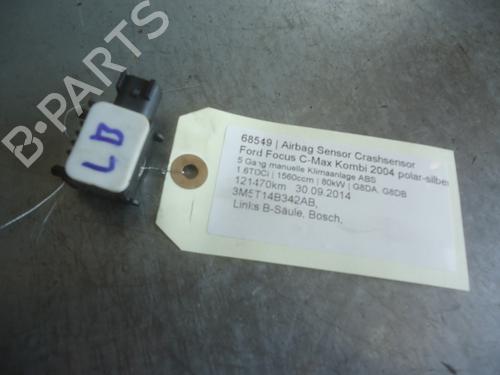 B-PARTS
BL
68549 | Airbag Sensor Crashsensor
Ford Focus C-Max Kombi 2004 polar-silber
5 Gang manuelle Klimaanlage ABS
1.6TDCi | 1560ccm | 80kW | G8DA, G8DB
121470km 30.09.2014
3M5T14B342AB,
Links B-Säule, Bosch,